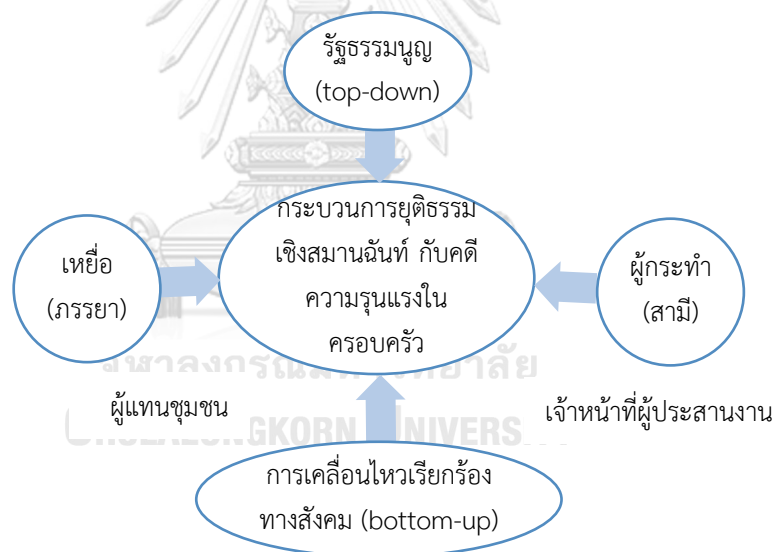 รัฐธรรมนูญ
(top-down)
กระบวนการยุติธรรม
เชิงสมานฉันท์ กับคดี
ความรุนแรงใน
ครอบครัว
เหยื่อ
(ภรรยา)
ผู้กระทำ
(สามี)
ผู้แทนชุมชน
เจ้าหน้าที่ผู้ประสานงาน
การเคลื่อนไหวเรียกร้อง
ทางสังคม (bottom-up)